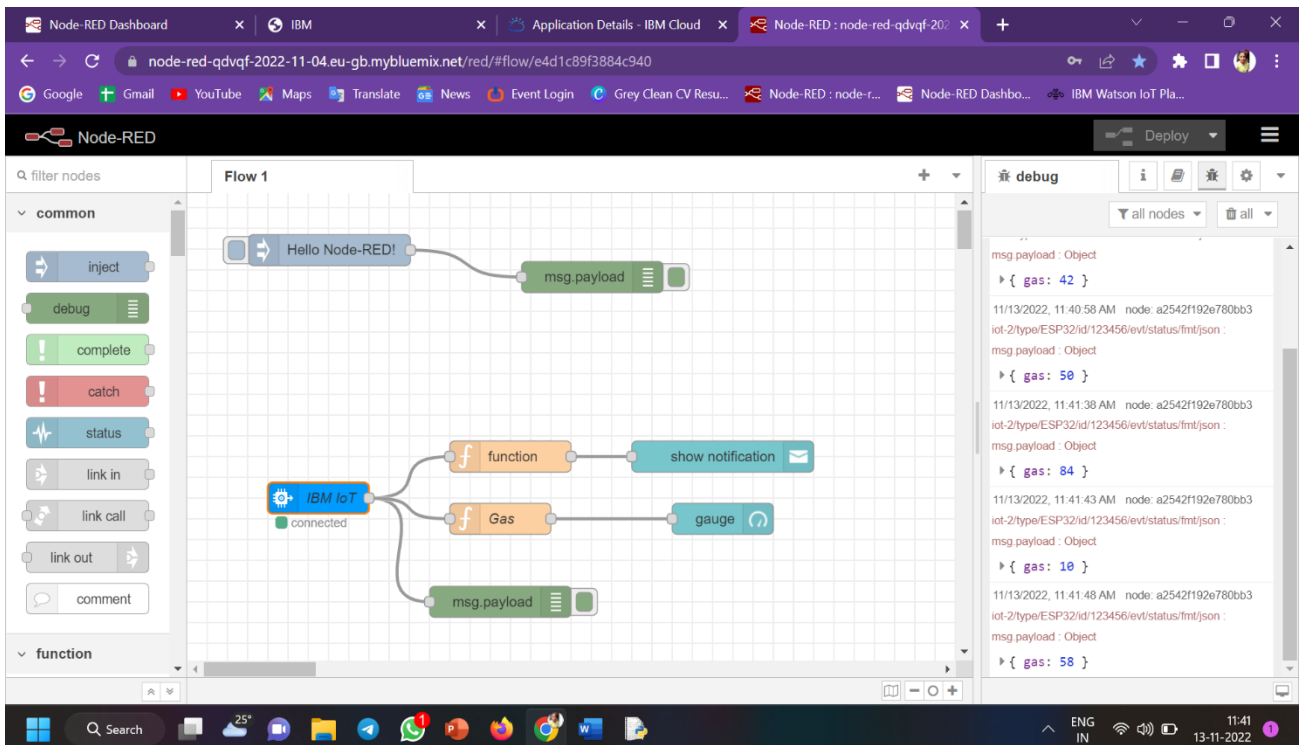 Node-RED Dashboard
IBM
Application Details - IBM Cloud
Node-RED : node-red-qdvqf-202
node-red-qdvqf-2022-11-04.eu-gb.mybluemix.net/red/#flow/e4d1c89f3884c940
Google
Gmail
YouTube
Maps
Translate
News
Event Login
Grey Clean CV Resu...
Node-RED : node-r...
Node-RED Dashbo...
IBM Watson IoT Pla...
Node-RED
Deploy
filter nodes
common
inject
debug
complete
catch
status
link in
link call
link out
comment
function
Flow 1
Hello Node-RED!
msg.payload
function
show notification
IBM IoT
connected
Gas
gauge
msg.payload
debug
all nodes
all
msg.payload : Object
{ gas: 42 }
11/13/2022, 11:40:58 AM node: a2542f192e780bb3
iot-2/type/ESP32/id/123456/evt/status/fmt/json :
msg.payload : Object
{ gas: 50 }
11/13/2022, 11:41:38 AM node: a2542f192e780bb3
iot-2/type/ESP32/id/123456/evt/status/fmt/json :
msg.payload : Object
{ gas: 84 }
11/13/2022, 11:41:43 AM node: a2542f192e780bb3
iot-2/type/ESP32/id/123456/evt/status/fmt/json :
msg.payload : Object
{ gas: 10 }
11/13/2022, 11:41:48 AM node: a2542f192e780bb3
iot-2/type/ESP32/id/123456/evt/status/fmt/json :
msg.payload : Object
{ gas: 58 }
Search
25°
1
ENG
IN
11:41
13-11-2022
1